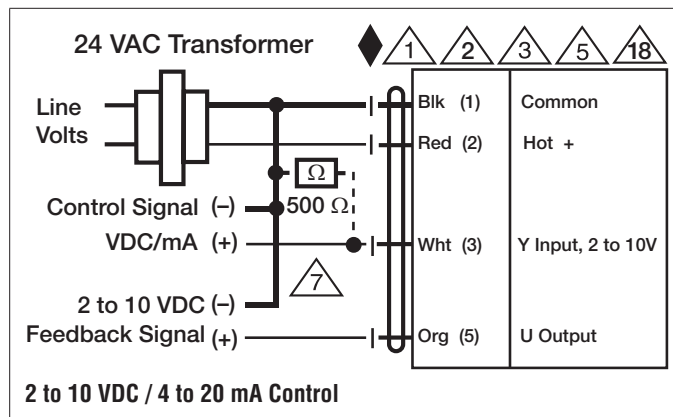 24 VAC Transformer
1 2 3 5 18
Line
Volts
Blk (1) Common
Red (2) Hot +
Ω
500 Ω
Control Signal (–)
VDC/mA (+)
Wht (3) Y Input, 2 to 10V
7
2 to 10 VDC (–)
Feedback Signal (+)
Org (5) U Output
2 to 10 VDC / 4 to 20 mA Control